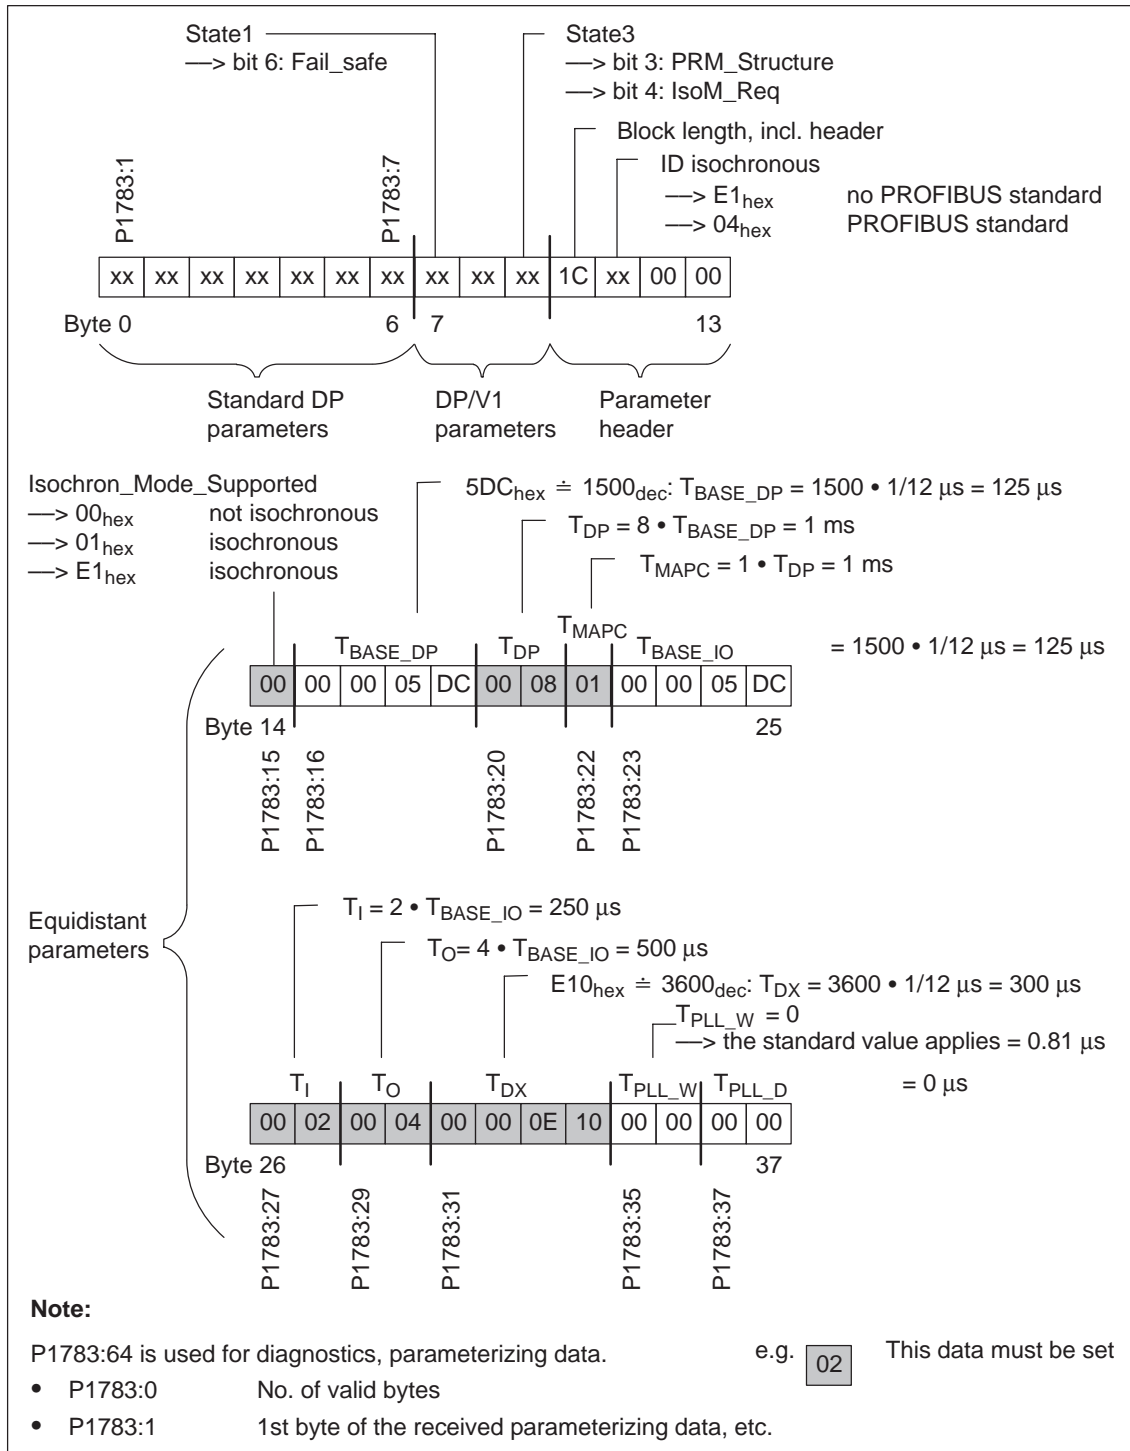 State1
—> bit 6: Fail_safe
State3
—> bit 3: PRM_Structure
—> bit 4: IsoM_Req
Block length, incl. header
ID isochronous
—> E1hex no PROFIBUS standard
—> 04hex PROFIBUS standard
P1783:1
P1783:7
xx xx xx xx xx xx xx xx xx xx 1C xx 00 00
Byte 0 6 7 13
Standard DP parameters
DP/V1 parameters
Parameter header
Isochron_Mode_Supported
—> 00hex not isochronous
—> 01hex isochronous
—> E1hex isochronous
5DChex ≐ 1500dec: TBASE_DP = 1500 • 1/12 µs = 125 µs
TDP = 8 • TBASE_DP = 1 ms
TMAPC = 1 • TDP = 1 ms
TBASE_DP TDP TMAPC TBASE_IO = 1500 • 1/12 µs = 125 µs
00 00 00 05 DC 00 08 01 00 00 05 DC
Byte 14 25
P1783:15
P1783:16
P1783:20
P1783:22
P1783:23
Equidistant
parameters
TI = 2 • TBASE_IO = 250 µs
TO= 4 • TBASE_IO = 500 µs
E10hex ≐ 3600dec: TDX = 3600 • 1/12 µs = 300 µs
TPLL_W = 0
—> the standard value applies = 0.81 µs
TI TO TDX TPLL_W TPLL_D = 0 µs
00 02 00 04 00 00 0E 10 00 00 00 00
Byte 26 37
P1783:27
P1783:29
P1783:31
P1783:35
P1783:37
Note:
P1783:64 is used for diagnostics, parameterizing data.
e.g. 02 This data must be set
• P1783:0 No. of valid bytes
• P1783:1 1st byte of the received parameterizing data, etc.